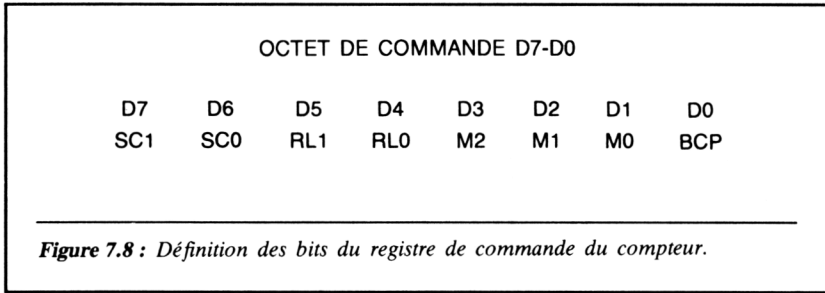 OCTET DE COMMANDE D7-D0
D7 D6 D5 D4 D3 D2 D1 D0
SC1 SC0 RL1 RL0 M2 M1 M0 BCP
Figure 7.8 : Définition des bits du registre de commande du compteur.